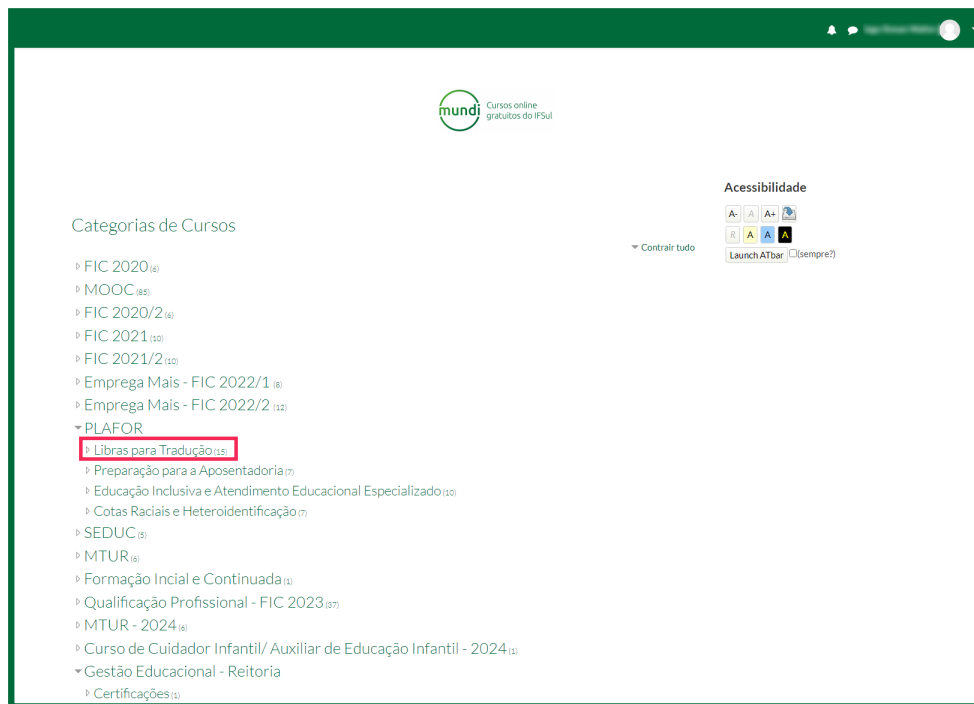 mundi
Cursos online
gratuitos do IFSul
Acessibilidade
A- A A+
R A A A
Launch ATbar (sempre?)
Categorias de Cursos
Contrair tudo
FIC 2020 (6)
MOOC (85)
FIC 2020/2 (6)
FIC 2021 (10)
FIC 2021/2 (10)
Emprega Mais - FIC 2022/1 (8)
Emprega Mais - FIC 2022/2 (12)
PLAFOR
Libras para Tradução (15)
Preparação para a Aposentadoria (7)
Educação Inclusiva e Atendimento Educacional Especializado (10)
Cotas Raciais e Heteroidentificação (7)
SEDUC (5)
MTUR (6)
Formação Incial e Continuada (1)
Qualificação Profissional - FIC 2023 (37)
MTUR - 2024 (6)
Curso de Cuidador Infantil/ Auxiliar de Educação Infantil - 2024 (1)
Gestão Educacional - Reitoria
Certificações (1)